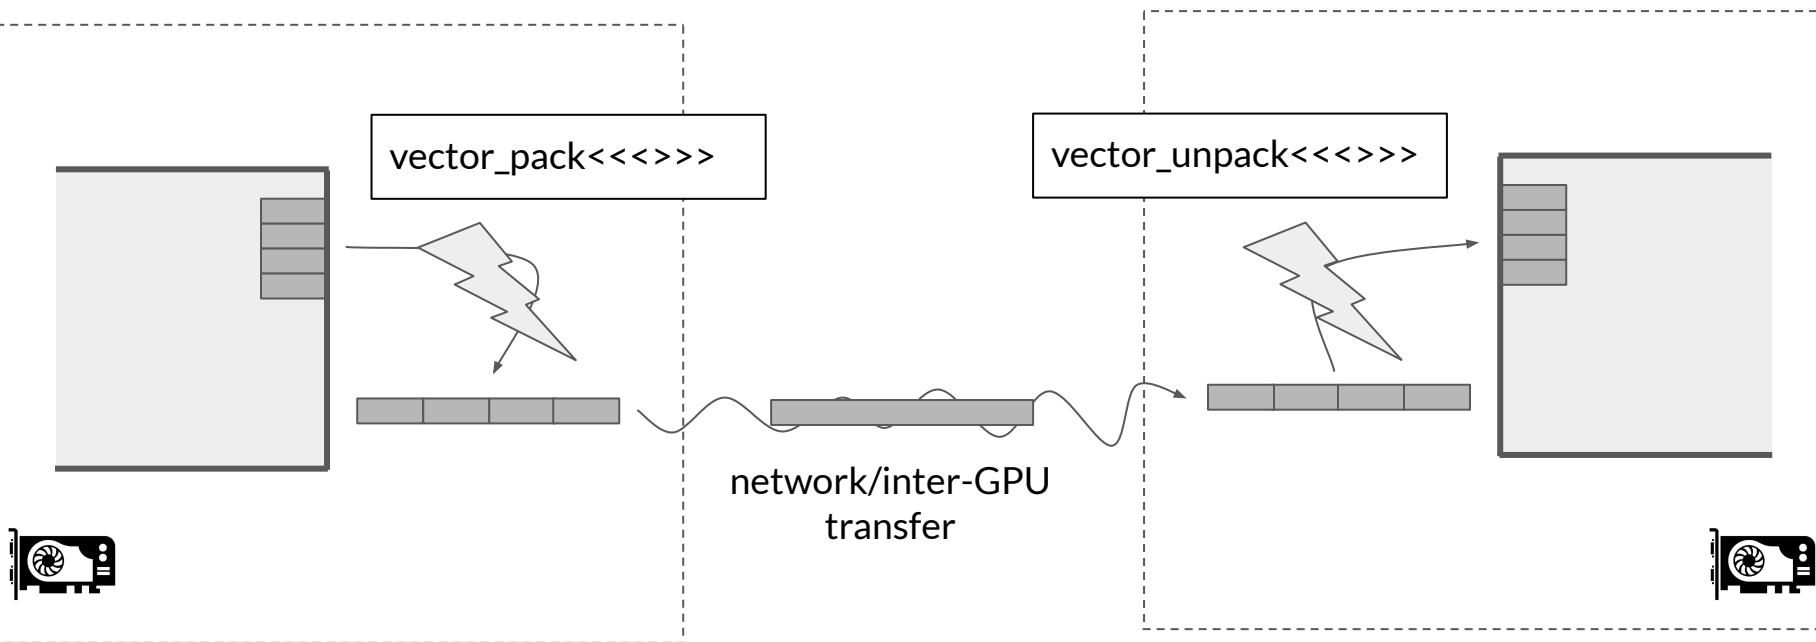 vector_pack<<<>>>
vector_unpack<<<>>>
network/inter-GPU
transfer